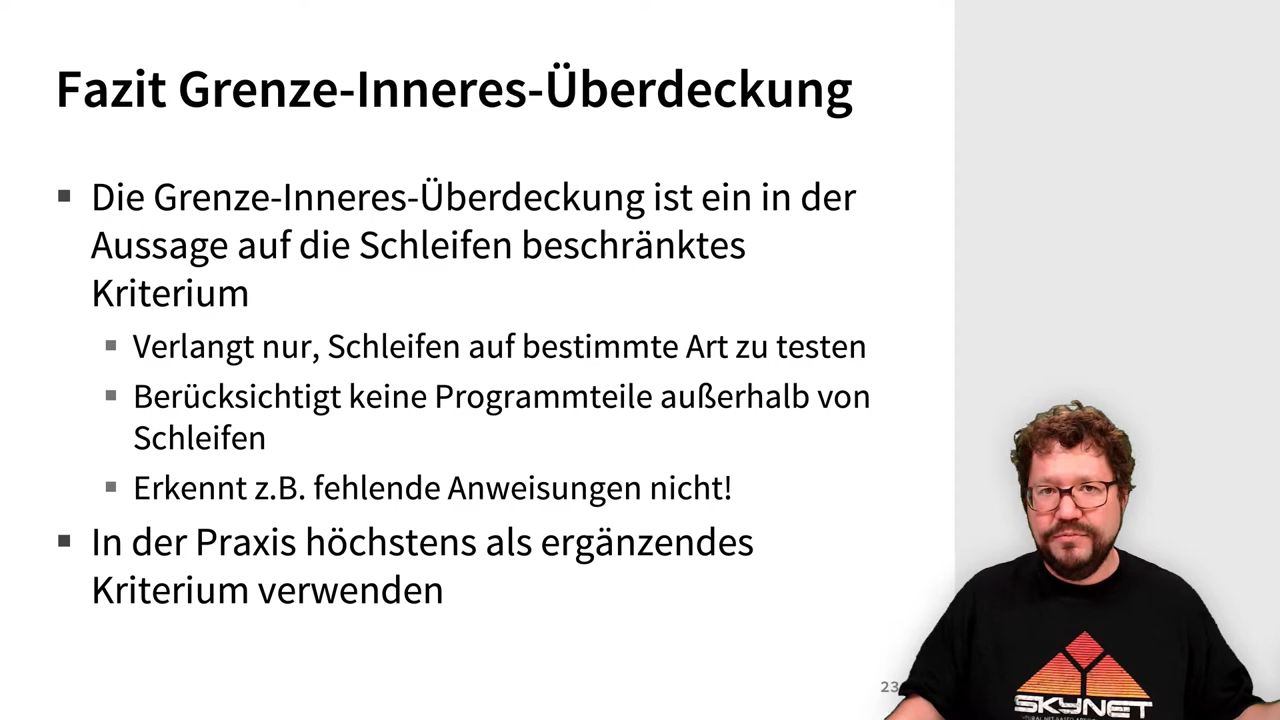 Fazit Grenze-Inneres-Überdeckung
▪ Die Grenze-Inneres-Überdeckung ist ein in der
Aussage auf die Schleifen beschränktes
Kriterium
▪ Verlangt nur, Schleifen auf bestimmte Art zu testen
▪ Berücksichtigt keine Programmteile außerhalb von
Schleifen
▪ Erkennt z.B. fehlende Anweisungen nicht!
▪ In der Praxis höchstens als ergänzendes
Kriterium verwenden
23
SKYNET